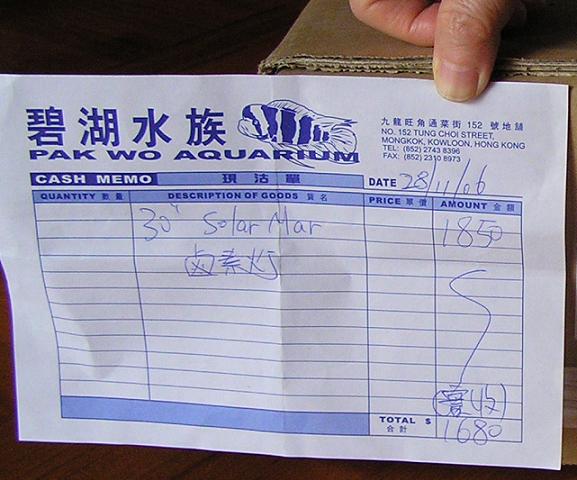 碧湖水族
PAK WO AQUARIUM
九龍旺角通菜街 152 號地舖
NO. 152 TUNG CHOI STREET,
MONGKOK, KOWLOON, HONG KONG
TEL: (852) 2743 8396
FAX: (852) 2310 8973
CASH MEMO 現沽單
DATE 28/11/06
QUANTITY 數量 DESCRIPTION OF GOODS 貨名 PRICE 單價 AMOUNT 金額
30" Solar Mar 1850
鹵素灯
實收
TOTAL $ 1680
合計